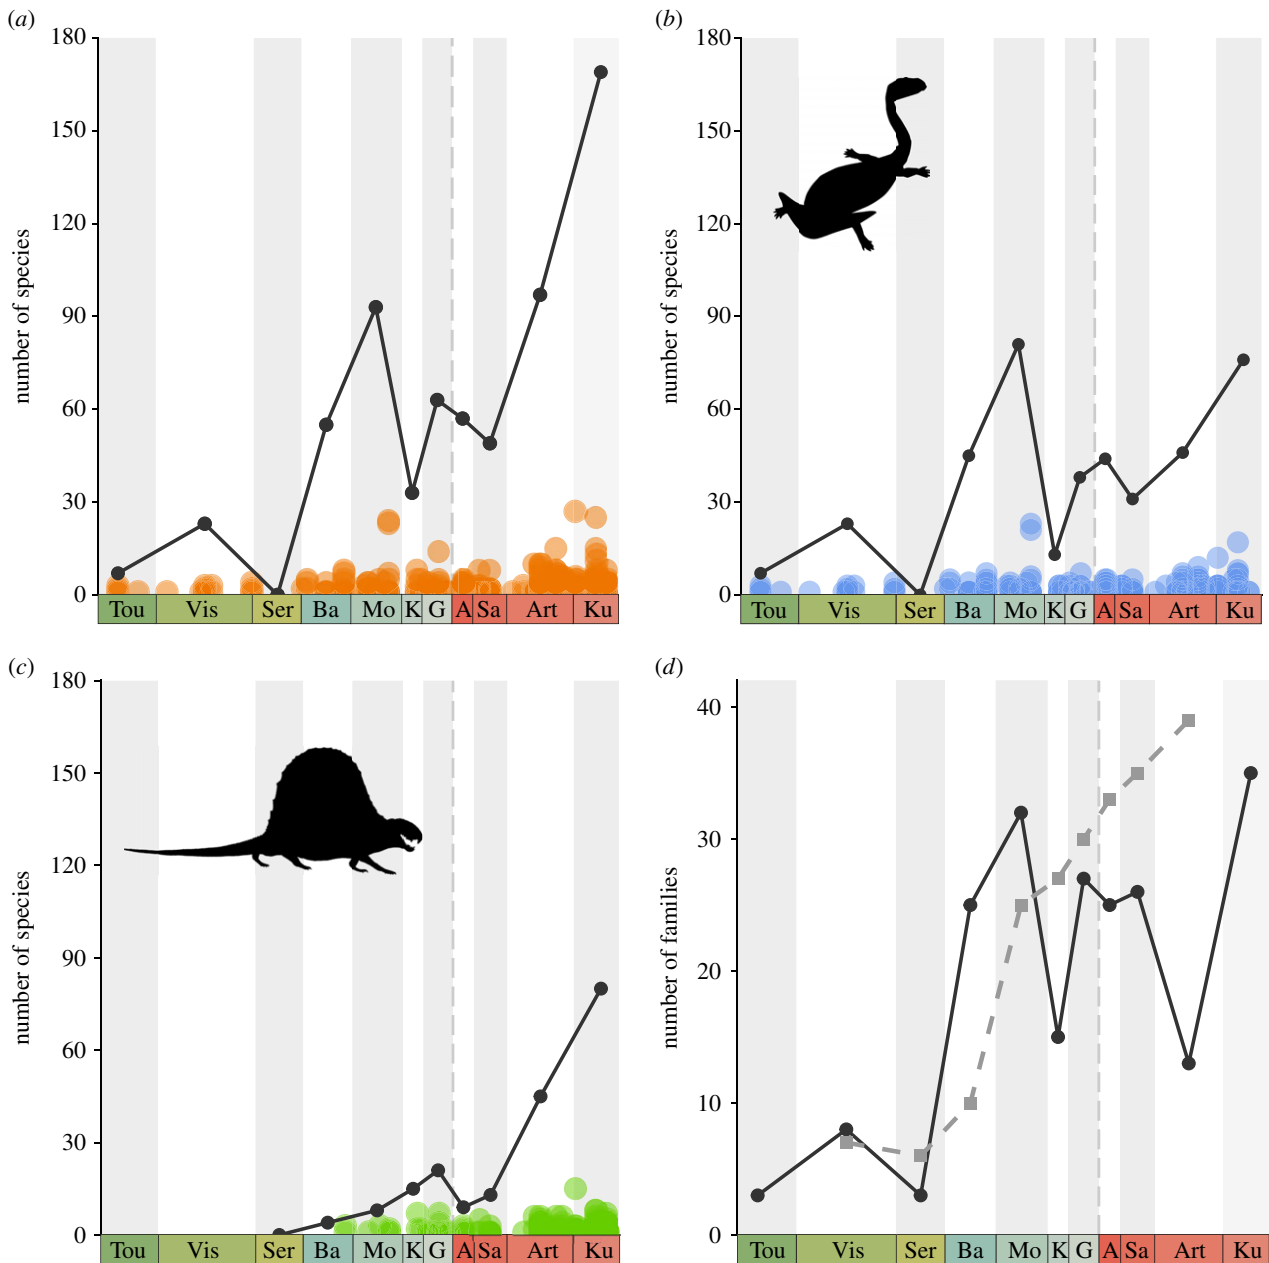 (a)
180
150
120
90
60
30
0
number of species
Tou Vis Ser Ba Mo K G A Sa Art Ku
(b)
180
150
120
90
60
30
0
number of species
Tou Vis Ser Ba Mo K G A Sa Art Ku
(c)
180
150
120
90
60
30
0
number of species
Tou Vis Ser Ba Mo K G A Sa Art Ku
(d)
40
30
20
10
0
number of families
Tou Vis Ser Ba Mo K G A Sa Art Ku